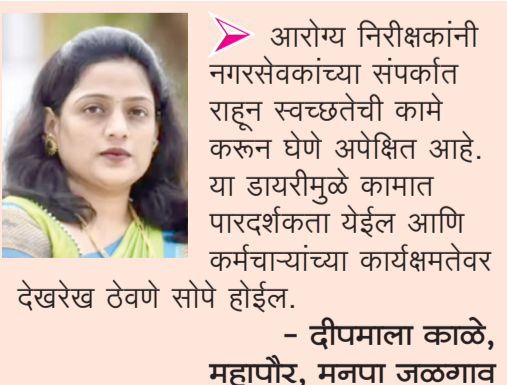 आरोग्य निरीक्षकांनी
नगरसेवकांच्या संपर्कात
राहून स्वच्छतेची कामे
करून घेणे अपेक्षित आहे.
या डायरीमुळे कामात
पारदर्शकता येईल आणि
कर्मचाऱ्यांच्या कार्यक्षमतेवर
देखरेख ठेवणे सोपे होईल.
- दीपमाला काळे,
महापौर, मनपा जळगाव